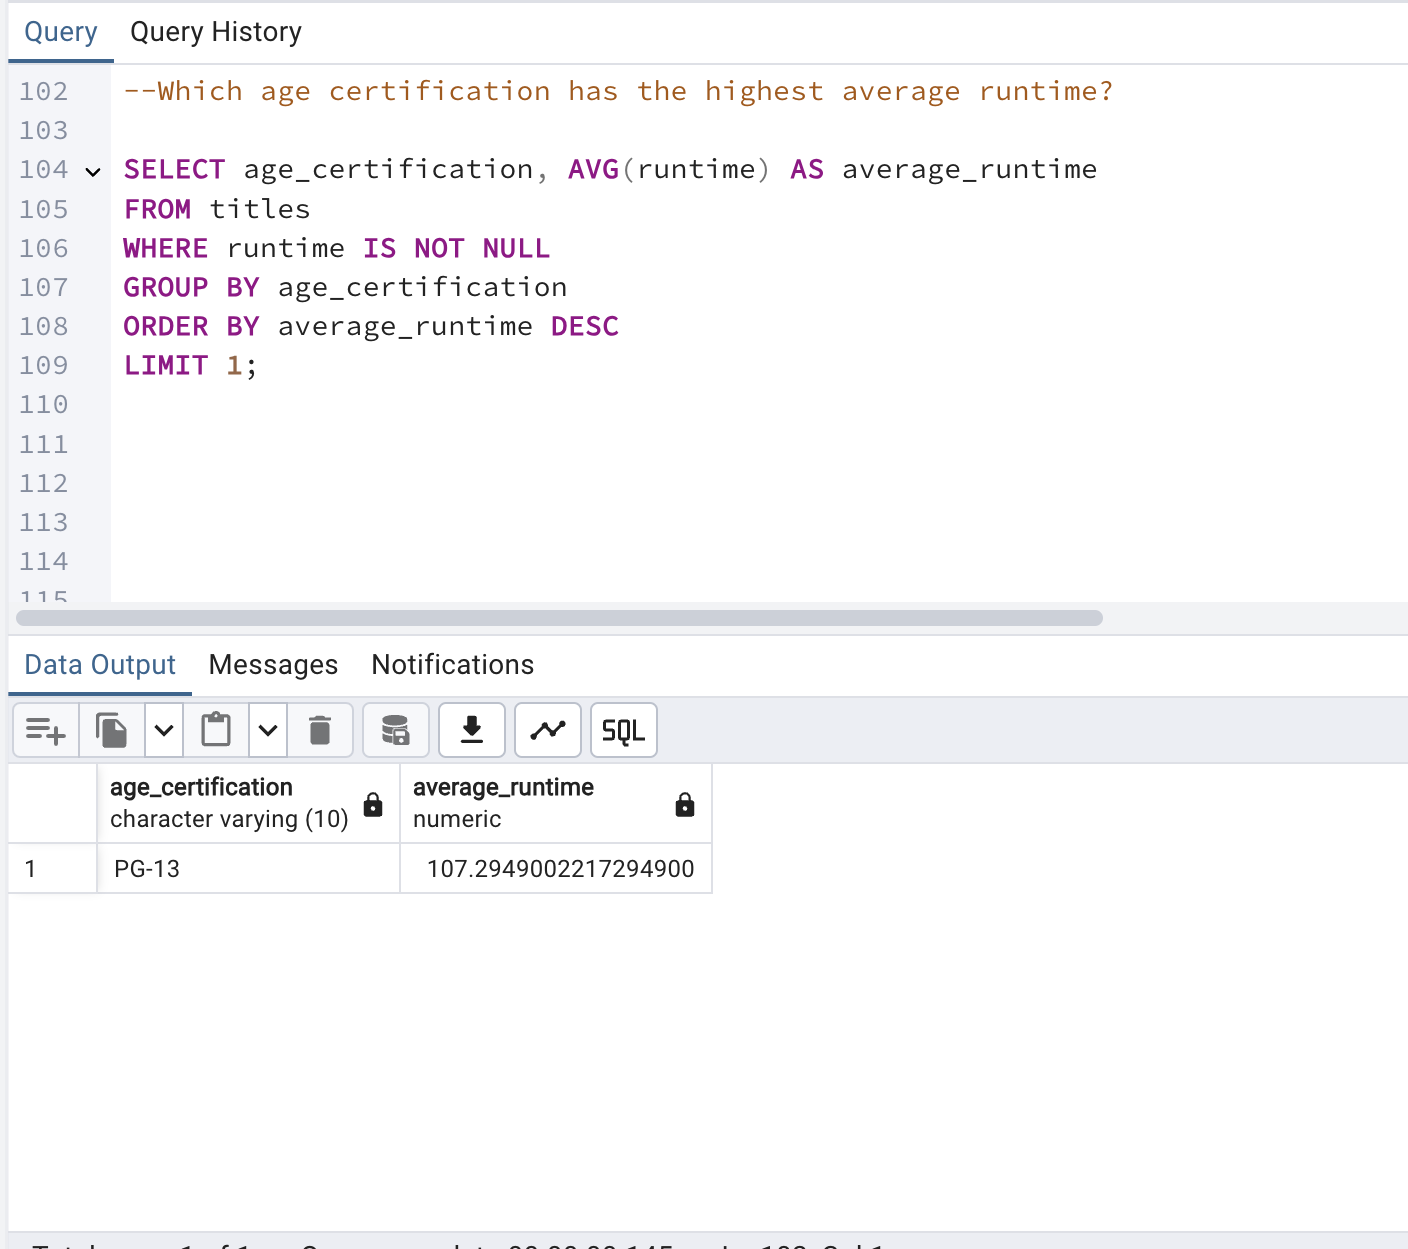 Query Query History
102 --Which age certification has the highest average runtime?
103
104 SELECT age_certification, AVG(runtime) AS average_runtime
105 FROM titles
106 WHERE runtime IS NOT NULL
107 GROUP BY age_certification
108 ORDER BY average_runtime DESC
109 LIMIT 1;
110
111
112
113
114
115
Data Output Messages Notifications
SQL
age_certification average_runtime
character varying (10) numeric
1 PG-13 107.2949002217294900